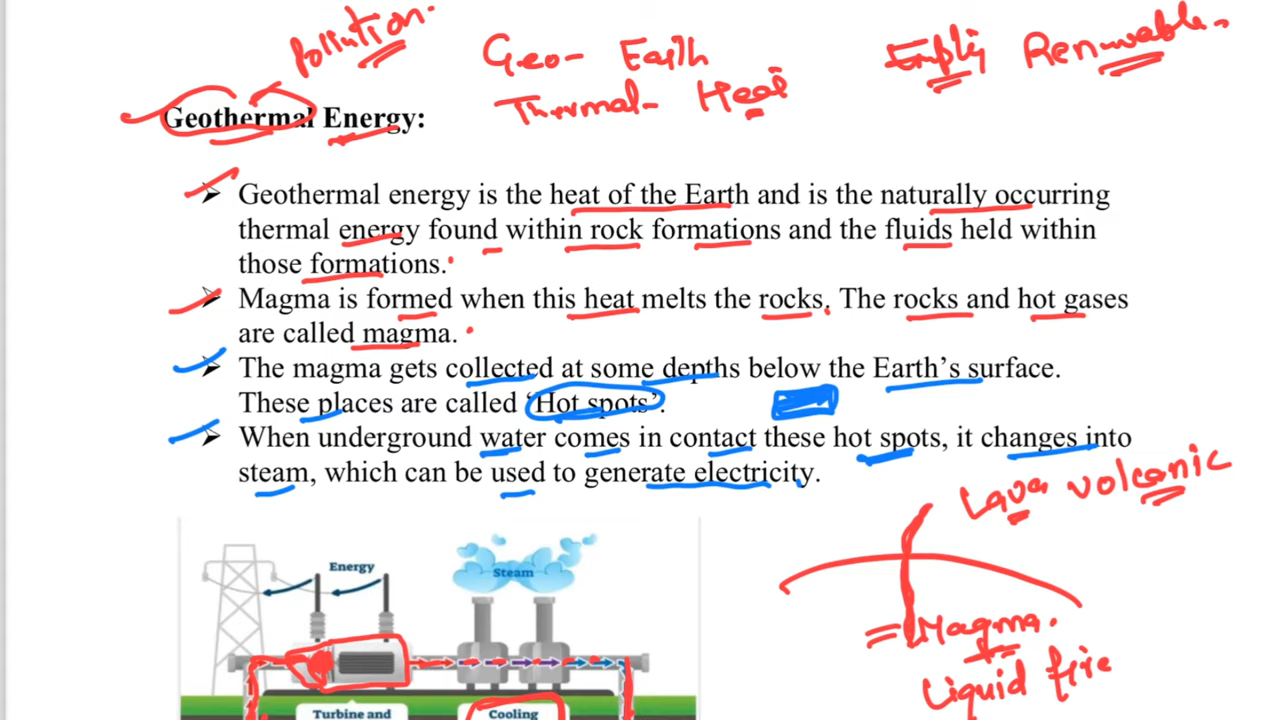 Pollution.
Geo- Earth
Thermal- Heat
Empty Renuwable.
Geothermal Energy:
➢ Geothermal energy is the heat of the Earth and is the naturally occurring
thermal energy found within rock formations and the fluids held within
those formations.
➢ Magma is formed when this heat melts the rocks. The rocks and hot gases
are called magma.
➢ The magma gets collected at some depths below the Earth's surface.
These places are called 'Hot spots'.
➢ When underground water comes in contact these hot spots, it changes into
steam, which can be used to generate electricity.
Lava volcanic
Energy
Steam
Magma.
Liquid fire
Turbine and
Cooling